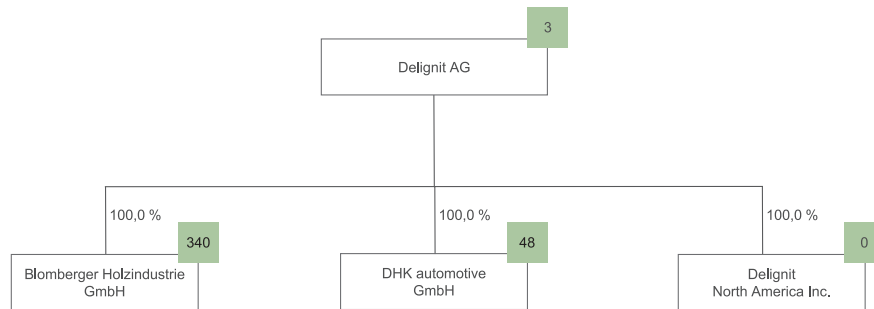 3
Delignit AG
100,0 %
100,0 %
100,0 %
340
48
0
Blomberger Holzindustrie
GmbH
DHK automotive
GmbH
Delignit
North America Inc.